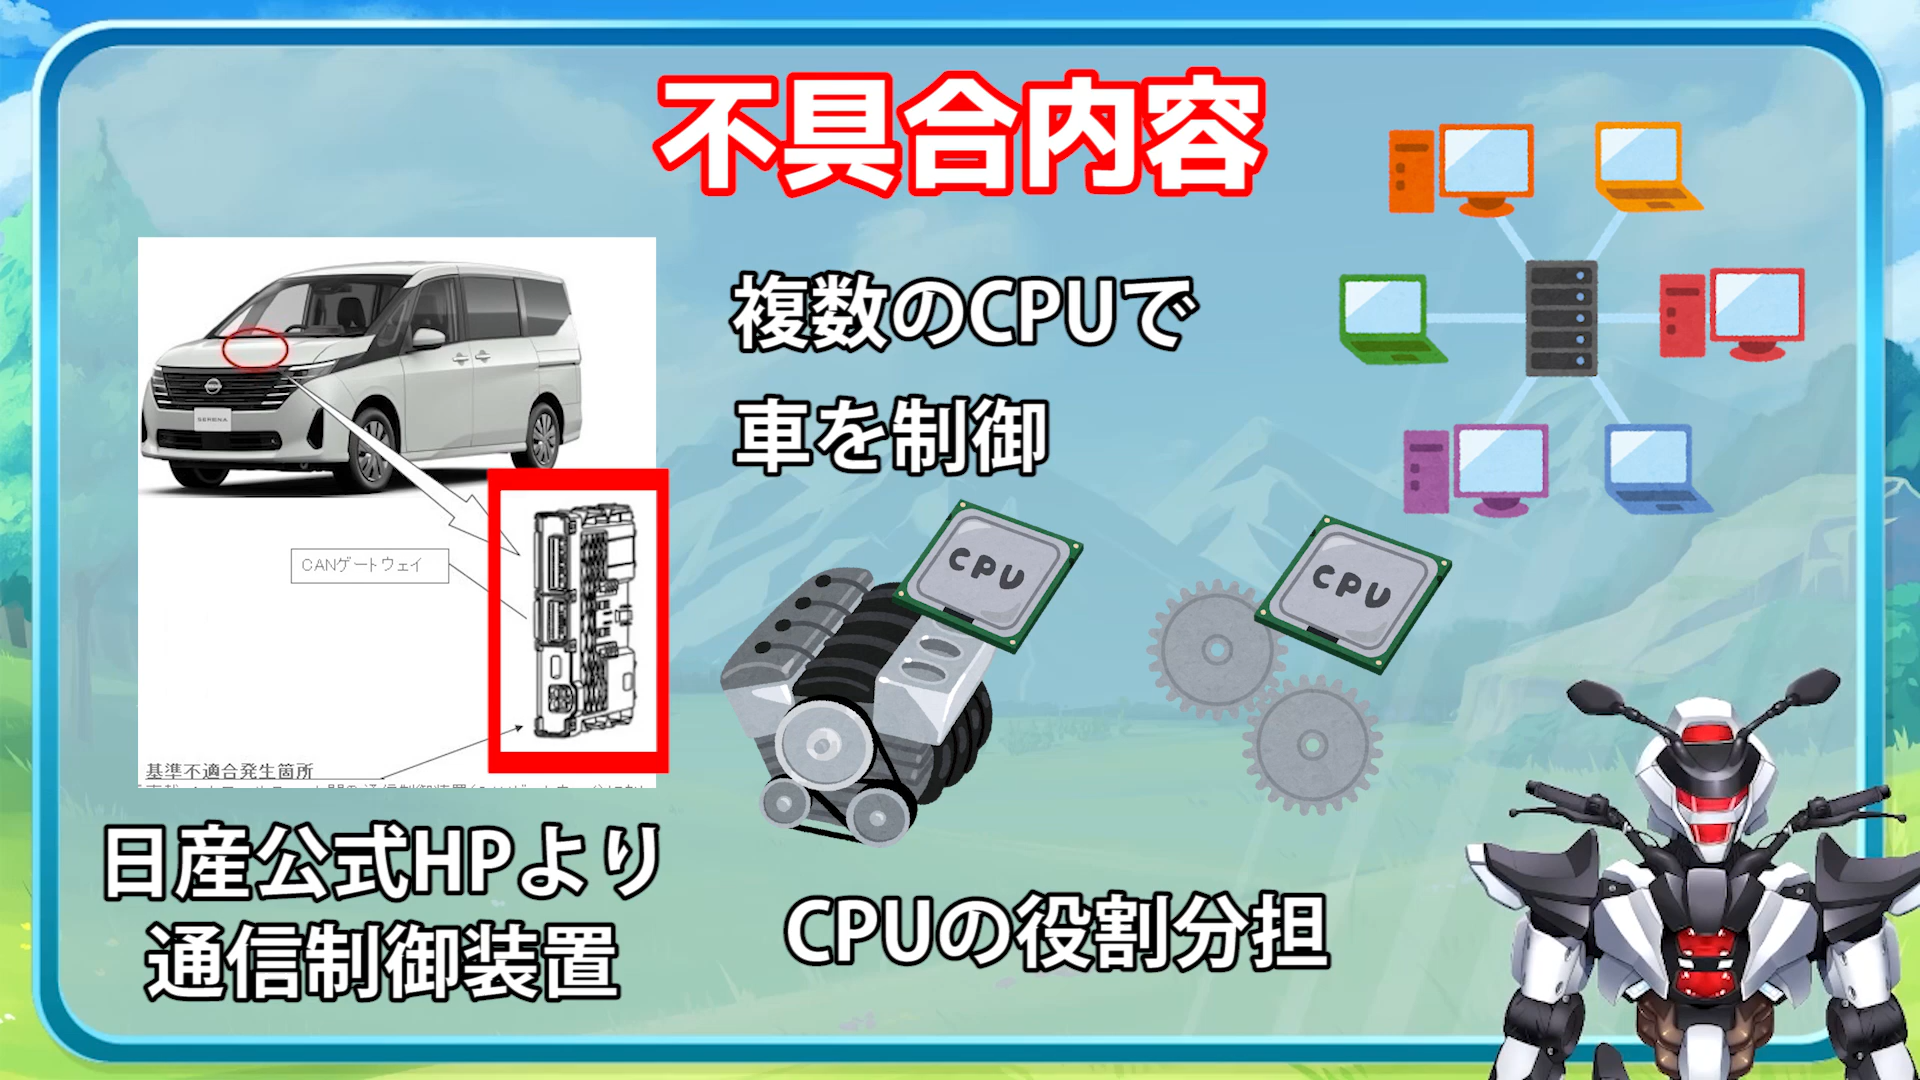 不具合内容
複数のCPUで
車を制御
SERENA
CPU
CPU
CANゲートウェイ
基準不適合発生箇所
日産公式HPより
通信制御装置
CPUの役割分担